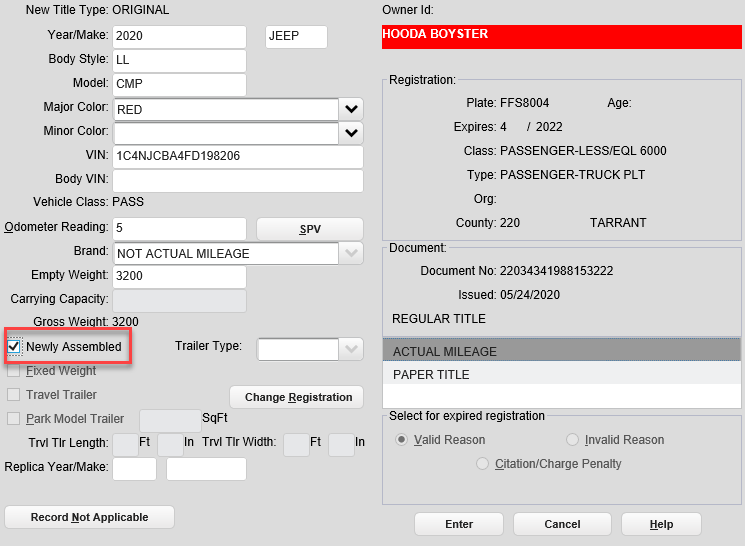 New Title Type: ORIGINAL
Year/Make: 2020 JEEP
Body Style: LL
Model: CMP
Major Color: RED
Minor Color:
VIN: 1C4NJCBA4FD198206
Body VIN:
Vehicle Class: PASS
Odometer Reading: 5 SPV
Brand: NOT ACTUAL MILEAGE
Empty Weight: 3200
Carrying Capacity:
Gross Weight: 3200
Newly Assembled Trailer Type:
Fixed Weight
Travel Trailer Change Registration
Park Model Trailer SqFt
Trvl Tlr Length: Ft In Trvl Tlr Width: Ft In
Replica Year/Make:
Record Not Applicable
Owner Id:
HOODA BOYSTER
Registration:
Plate: FFS8004 Age:
Expires: 4 / 2022
Class: PASSENGER-LESS/EQL 6000
Type: PASSENGER-TRUCK PLT
Org:
County: 220 TARRANT
Document:
Document No: 22034341988153222
Issued: 05/24/2020
REGULAR TITLE
ACTUAL MILEAGE
PAPER TITLE
Select for expired registration
Valid Reason Invalid Reason
Citation/Charge Penalty
Enter Cancel Help